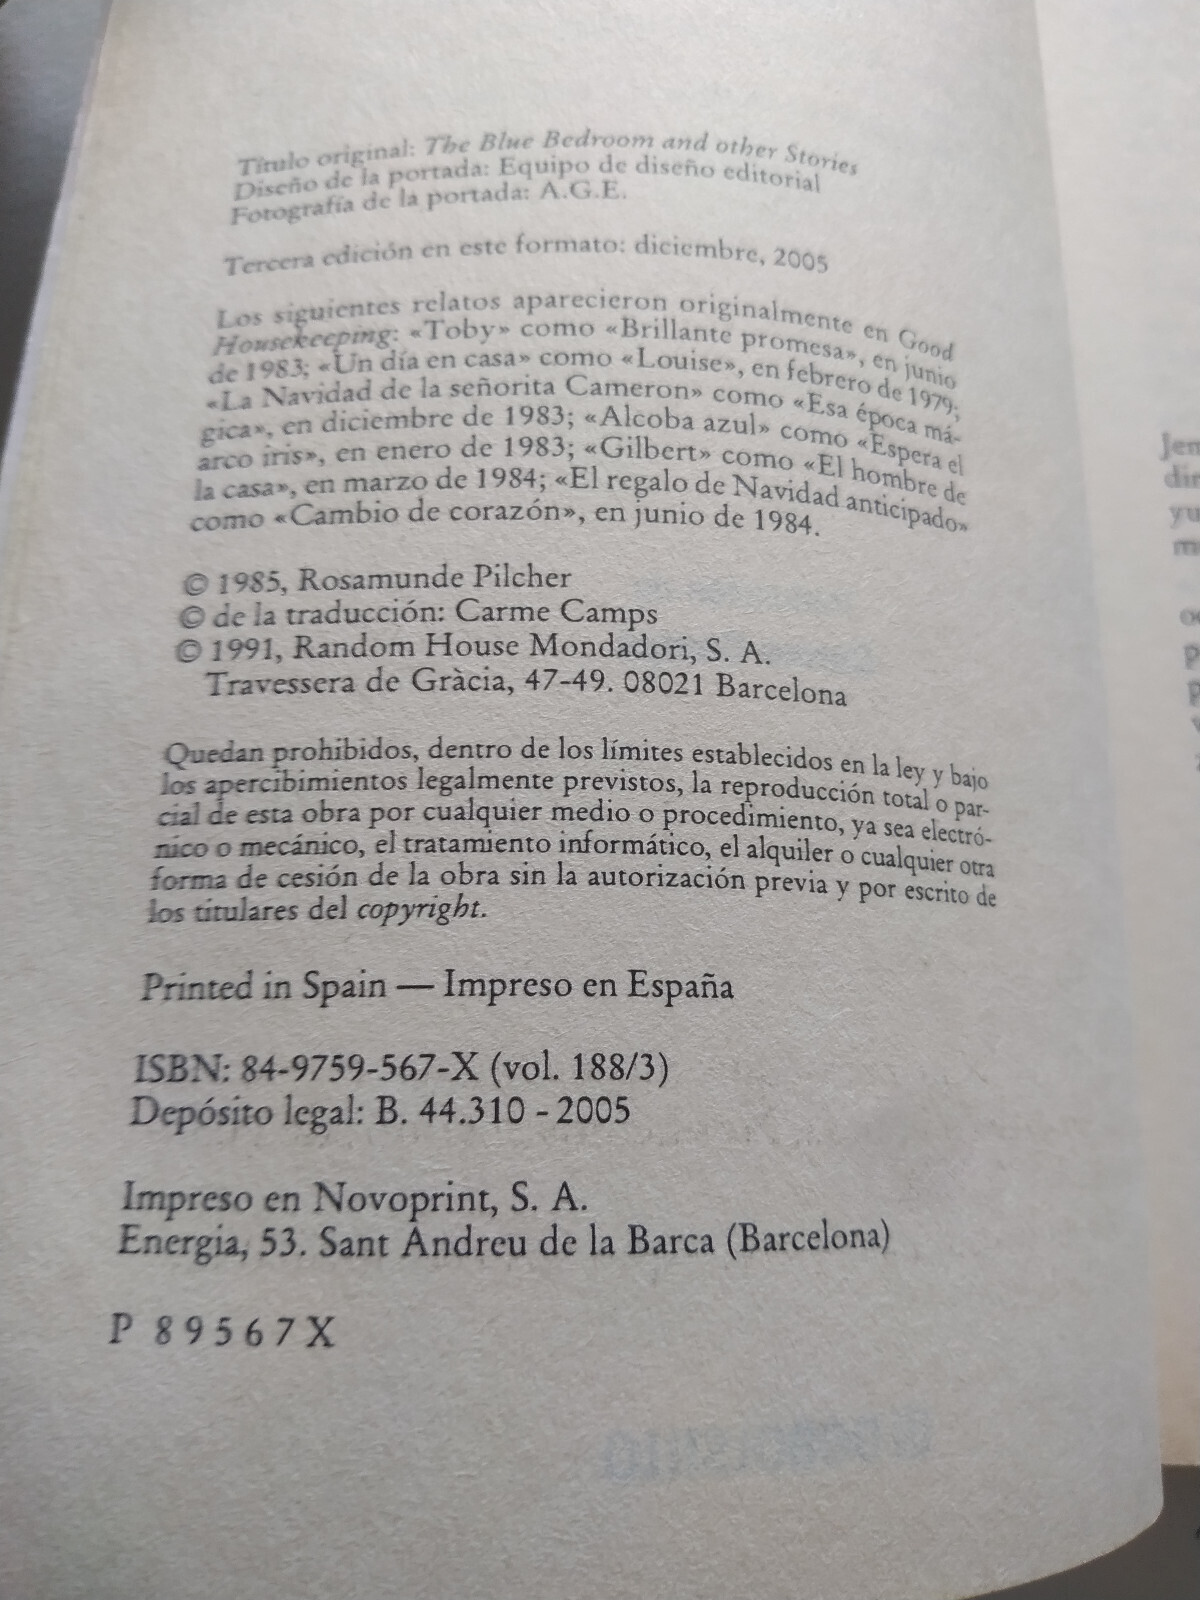 Título original: The Blue Bedroom and other Stories
Diseño de la portada: Equipo de diseño editorial
Fotografía de la portada: A.G.E.
Tercera edición en este formato: diciembre, 2005
Los siguientes relatos aparecieron originalmente en Good
Housekeeping: «Toby» como «Brillante promesa», en junio
de 1983; «Un día en casa» como «Louise», en febrero de 1979;
«La Navidad de la señorita Cameron» como «Esa época má-
gica», en diciembre de 1983; «Alcoba azul» como «Espera el
arco iris», en enero de 1983; «Gilbert» como «El hombre de
la casa», en marzo de 1984; «El regalo de Navidad anticipado»
como «Cambio de corazón», en junio de 1984.
© 1985, Rosamunde Pilcher
© de la traducción: Carme Camps
© 1991, Random House Mondadori, S. A.
Travessera de Gràcia, 47-49. 08021 Barcelona
Quedan prohibidos, dentro de los límites establecidos en la ley y bajo
los apercibimientos legalmente previstos, la reproducción total o par-
cial de esta obra por cualquier medio o procedimiento, ya sea electró-
nico o mecánico, el tratamiento informático, el alquiler o cualquier otra
forma de cesión de la obra sin la autorización previa y por escrito de
los titulares del copyright.
Printed in Spain — Impreso en España
ISBN: 84-9759-567-X (vol. 188/3)
Depósito legal: B. 44.310 - 2005
Impreso en Novoprint, S. A.
Energia, 53. Sant Andreu de la Barca (Barcelona)
P 89567X